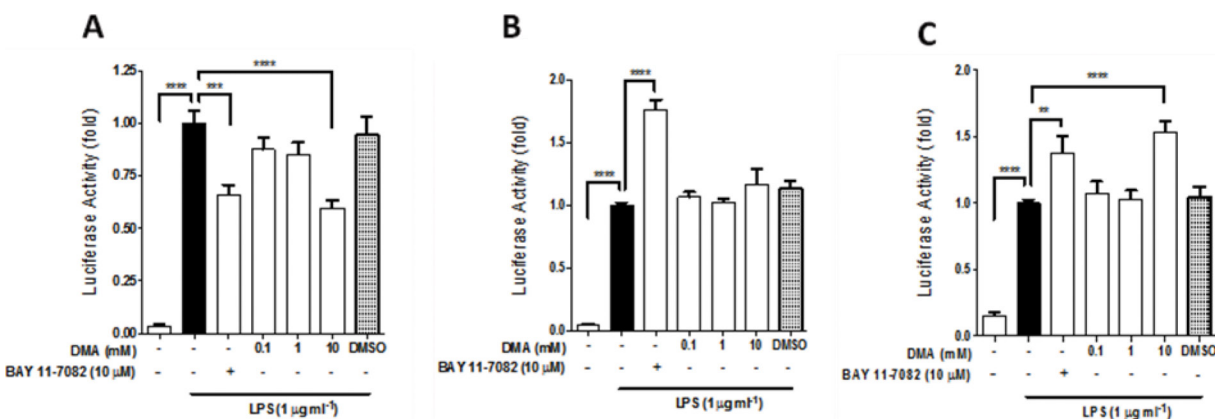 A
Luciferase Activity (fold)
1.25
1.00
0.75
0.50
0.25
0.00
**** *** ****
DMA (mM) - - - 0.1 1 10 DMSO
BAY 11-7082 (10 µM) - - + - - - -
LPS (1 µg ml-1)
B
Luciferase Activity (fold)
2.0
1.5
1.0
0.5
0.0
**** ****
DMA (mM) - - - 0.1 1 10 DMSO
BAY 11-7082 (10 µM) - - + - - - -
LPS (1 µg ml-1)
C
Luciferase Activity (fold)
2.0
1.5
1.0
0.5
0.0
**** ** ****
DMA (mM) - - - 0.1 1 10 DMSO
BAY 11-7082 (10 µM) - - + - - - -
LPS (1 µg ml-1)